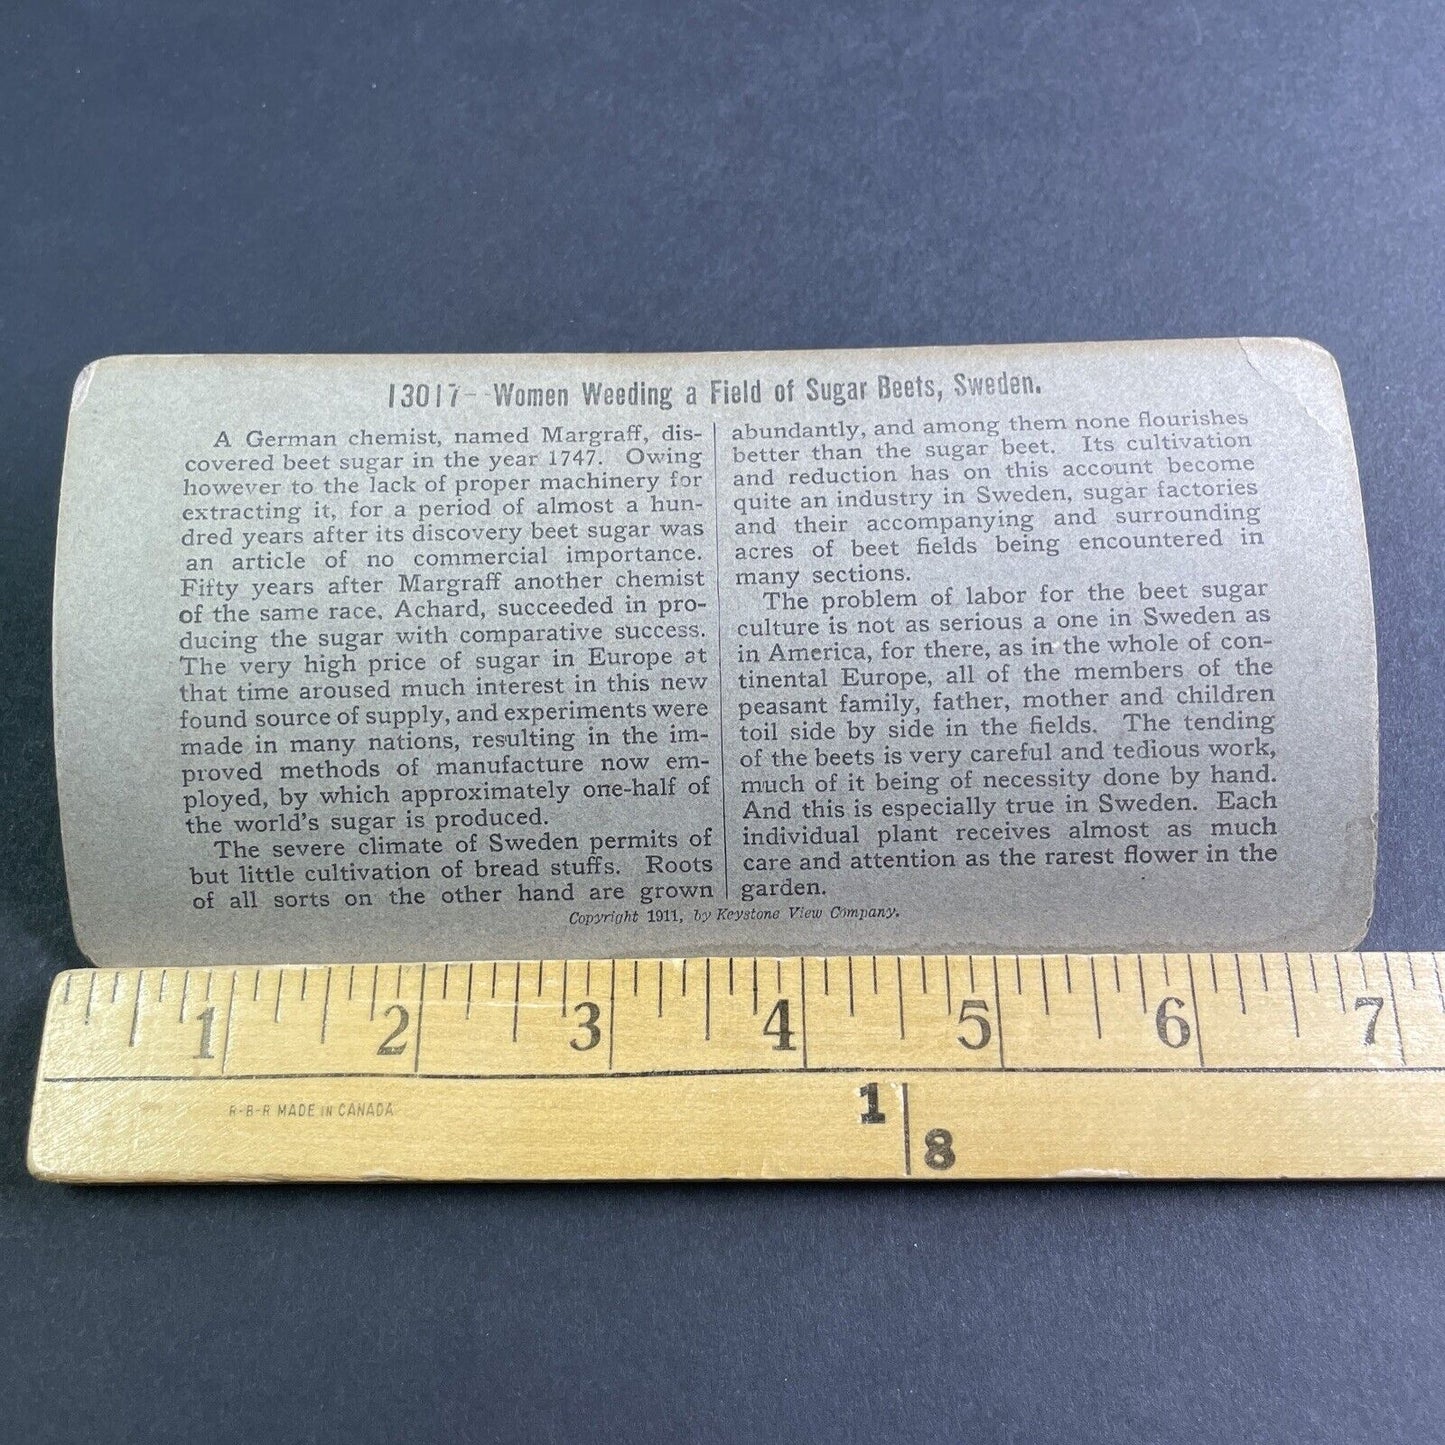 13017--Women Weeding a Field of Sugar Beets, Sweden.
A German chemist, named Margraff, dis-
covered beet sugar in the year 1747. Owing
however to the lack of proper machinery for
extracting it, for a period of almost a hun-
dred years after its discovery beet sugar was
an article of no commercial importance.
Fifty years after Margraff another chemist
of the same race, Achard, succeeded in pro-
ducing the sugar with comparative success.
The very high price of sugar in Europe at
that time aroused much interest in this new
found source of supply, and experiments were
made in many nations, resulting in the im-
proved methods of manufacture now em-
ployed, by which approximately one-half of
the world's sugar is produced.
The severe climate of Sweden permits of
but little cultivation of bread stuffs. Roots
of all sorts on the other hand are grown
abundantly, and among them none flourishes
better than the sugar beet. Its cultivation
and reduction has on this account become
quite an industry in Sweden, sugar factories
and their accompanying and surrounding
acres of beet fields being encountered in
many sections.
The problem of labor for the beet sugar
culture is not as serious a one in Sweden as
in America, for there, as in the whole of con-
tinental Europe, all of the members of the
peasant family, father, mother and children
toil side by side in the fields. The tending
of the beets is very careful and tedious work,
much of it being of necessity done by hand.
And this is especially true in Sweden. Each
individual plant receives almost as much
care and attention as the rarest flower in the
garden.
Copyright 1911, by Keystone View Company.
1 2 3 4 5 6 7
R-B-R MADE IN CANADA
1
8